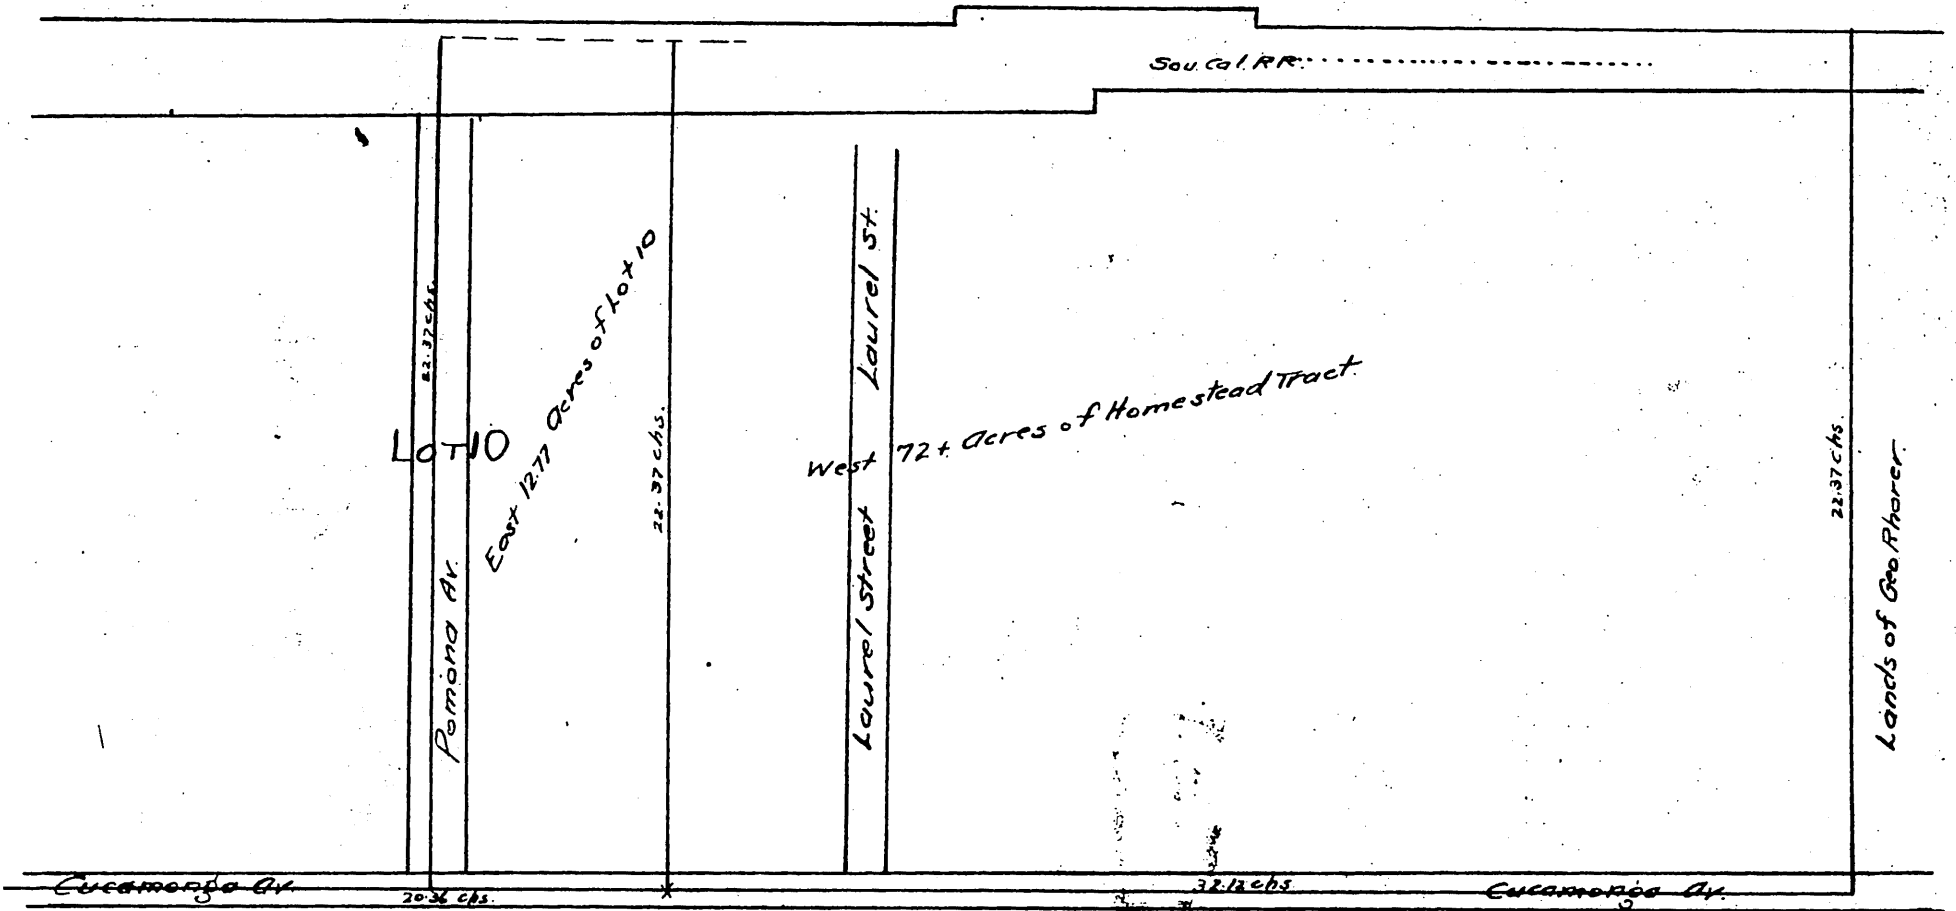 Sou. Cal. RR.
22.37 chs.
LOT 10
Pomona Av.
East 12.77 Acres of Lot 10
22.37 chs.
Laurel St.
Laurel Street
West 72+ Acres of Homestead Tract.
22.37 chs.
Lands of Geo. Rhorer.
Cucamonga Av.
20.36 chs.
32.12 chs.
Cucamonga Av.